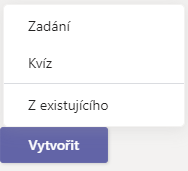 Zadání
Kvíz
Z existujícího
Vytvořit